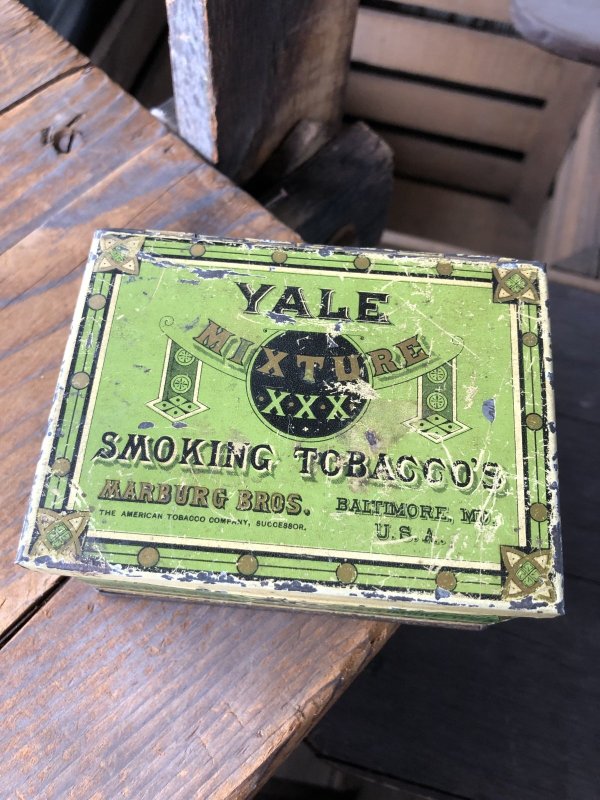 YALE
MIXTURE
XXX
SMOKING TOBACCO'S
MARBURG BROS.
BALTIMORE, MD.
THE AMERICAN TOBACCO COMPANY, SUCCESSOR.
U.S.A.